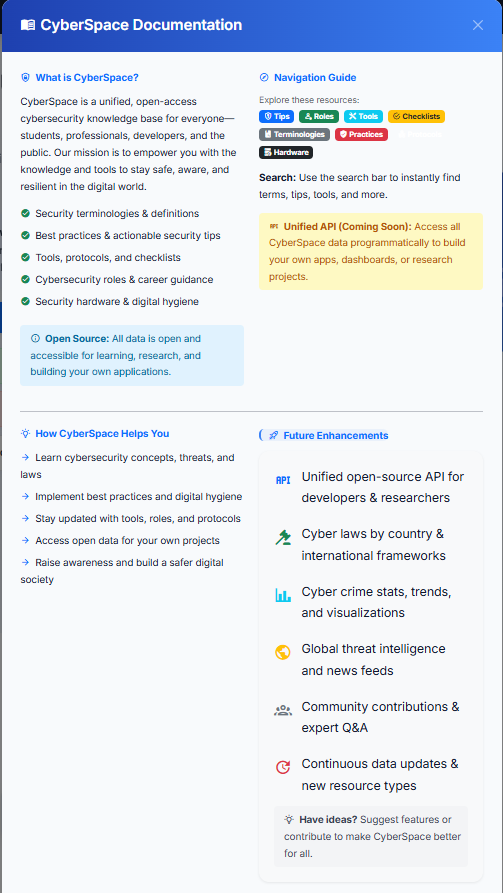 CyberSpace Documentation
What is CyberSpace?
CyberSpace is a unified, open-access
cybersecurity knowledge base for everyone—
students, professionals, developers, and the
public. Our mission is to empower you with the
knowledge and tools to stay safe, aware, and
resilient in the digital world.
Security terminologies & definitions
Best practices & actionable security tips
Tools, protocols, and checklists
Cybersecurity roles & career guidance
Security hardware & digital hygiene
Open Source: All data is open and
accessible for learning, research, and
building your own applications.
Navigation Guide
Explore these resources:
Tips Roles Tools Checklists
Terminologies Practices
Hardware
Search: Use the search bar to instantly find
terms, tips, tools, and more.
API Unified API (Coming Soon): Access all
CyberSpace data programmatically to build
your own apps, dashboards, or research
projects.
How CyberSpace Helps You
→ Learn cybersecurity concepts, threats, and
laws
→ Implement best practices and digital hygiene
→ Stay updated with tools, roles, and protocols
→ Access open data for your own projects
→ Raise awareness and build a safer digital
society
Future Enhancements
API Unified open-source API for
developers & researchers
Cyber laws by country &
international frameworks
Cyber crime stats, trends,
and visualizations
Global threat intelligence
and news feeds
Community contributions &
expert Q&A
Continuous data updates &
new resource types
Have ideas? Suggest features or
contribute to make CyberSpace better
for all.